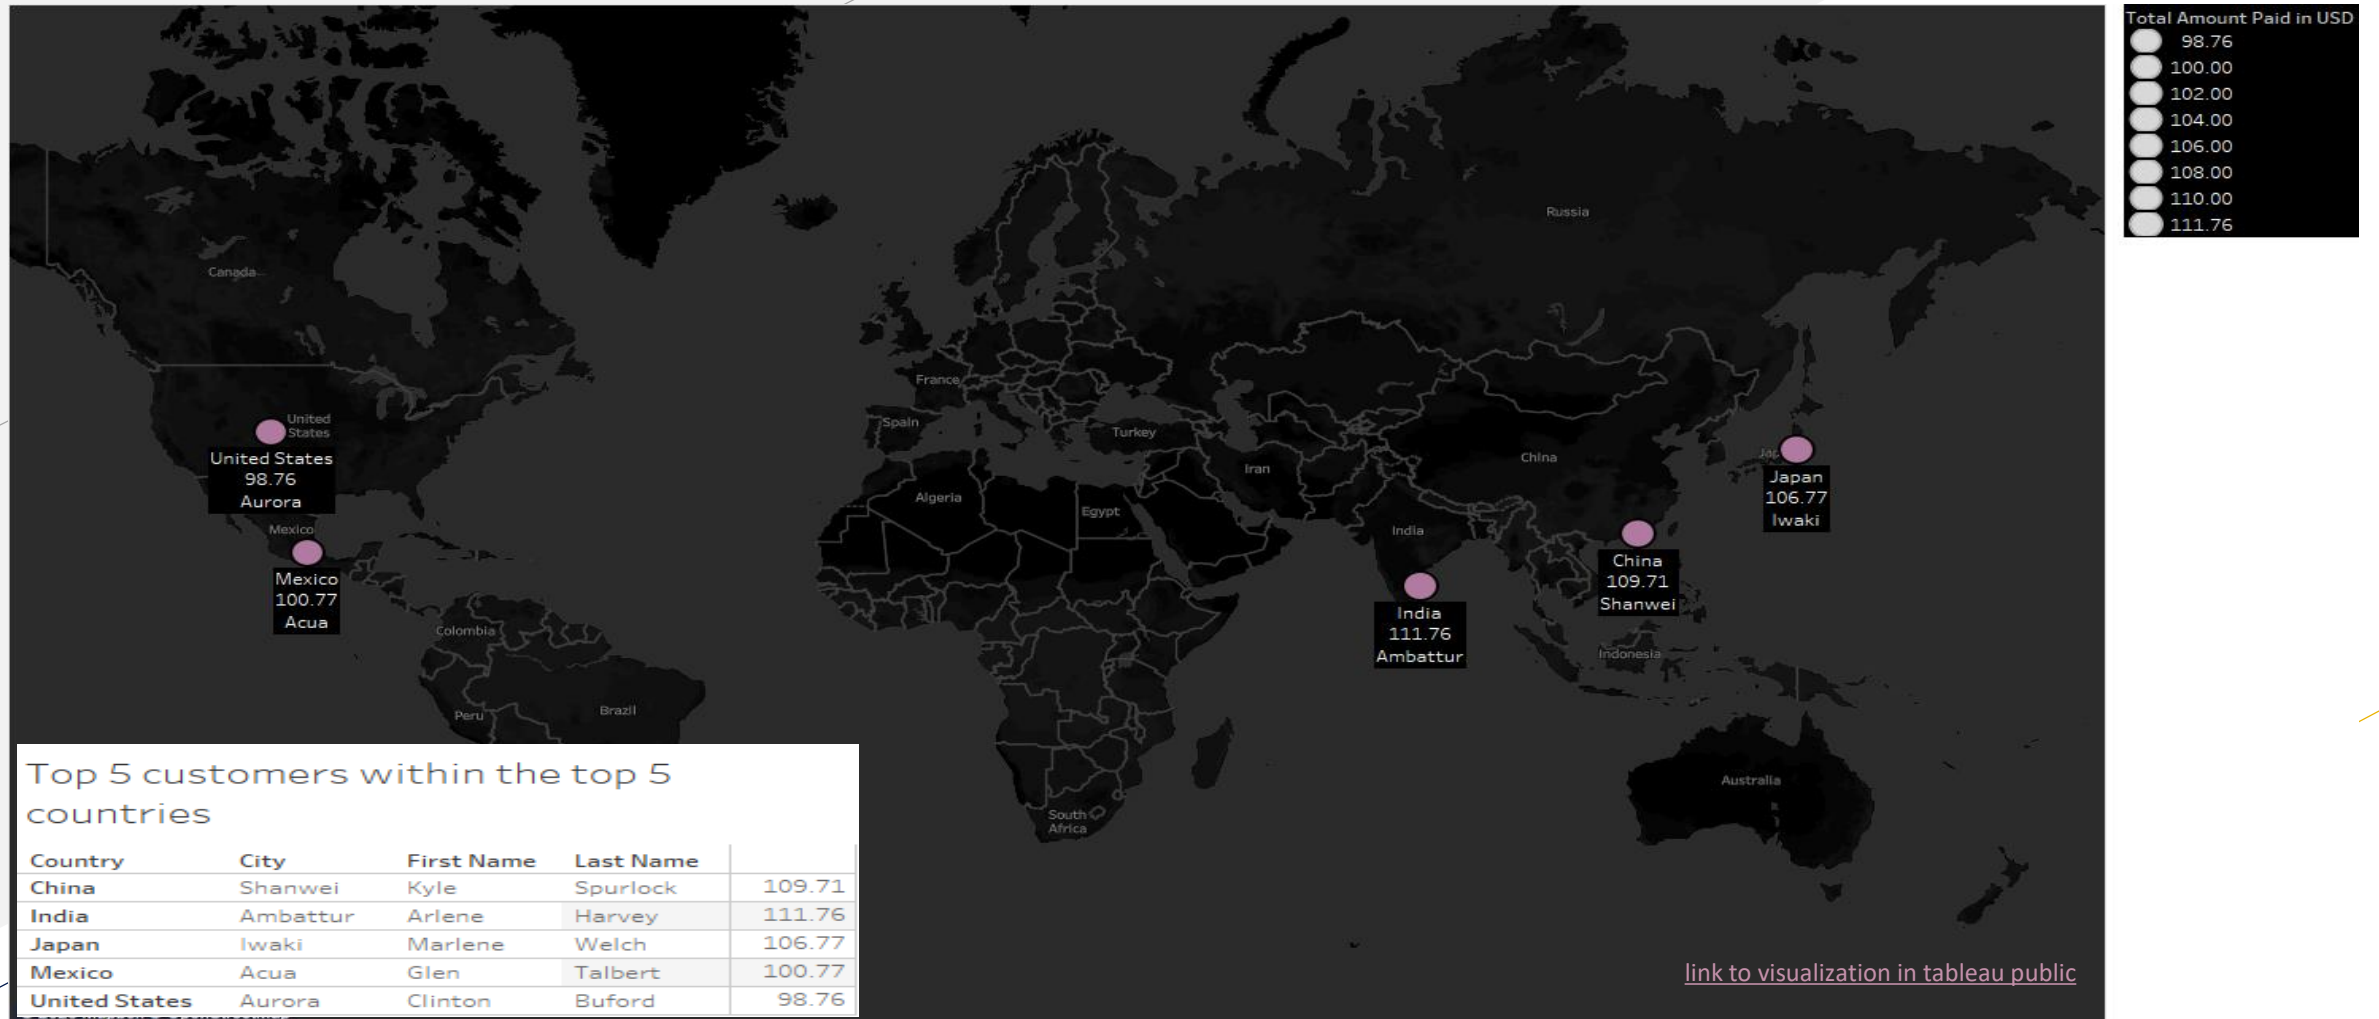 Total Amount Paid in USD
98.76
100.00
102.00
104.00
106.00
108.00
110.00
111.76
Russia
Canada
France
Spain
Turkey
United
States
United States
98.76
Aurora
Mexico
Mexico
100.77
Acua
Iran
China
Algeria
Egypt
India
Japan
106.77
Iwaki
China
109.71
Shanwei
India
111.76
Ambattur
Colombia
Indonesia
Peru
Brazil
Australia
South
Africa
Top 5 customers within the top 5
countries
Country City First Name Last Name
China Shanwei Kyle Spurlock 109.71
India Ambattur Arlene Harvey 111.76
Japan Iwaki Marlene Welch 106.77
Mexico Acua Glen Talbert 100.77
United States Aurora Clinton Buford 98.76
link to visualization in tableau public